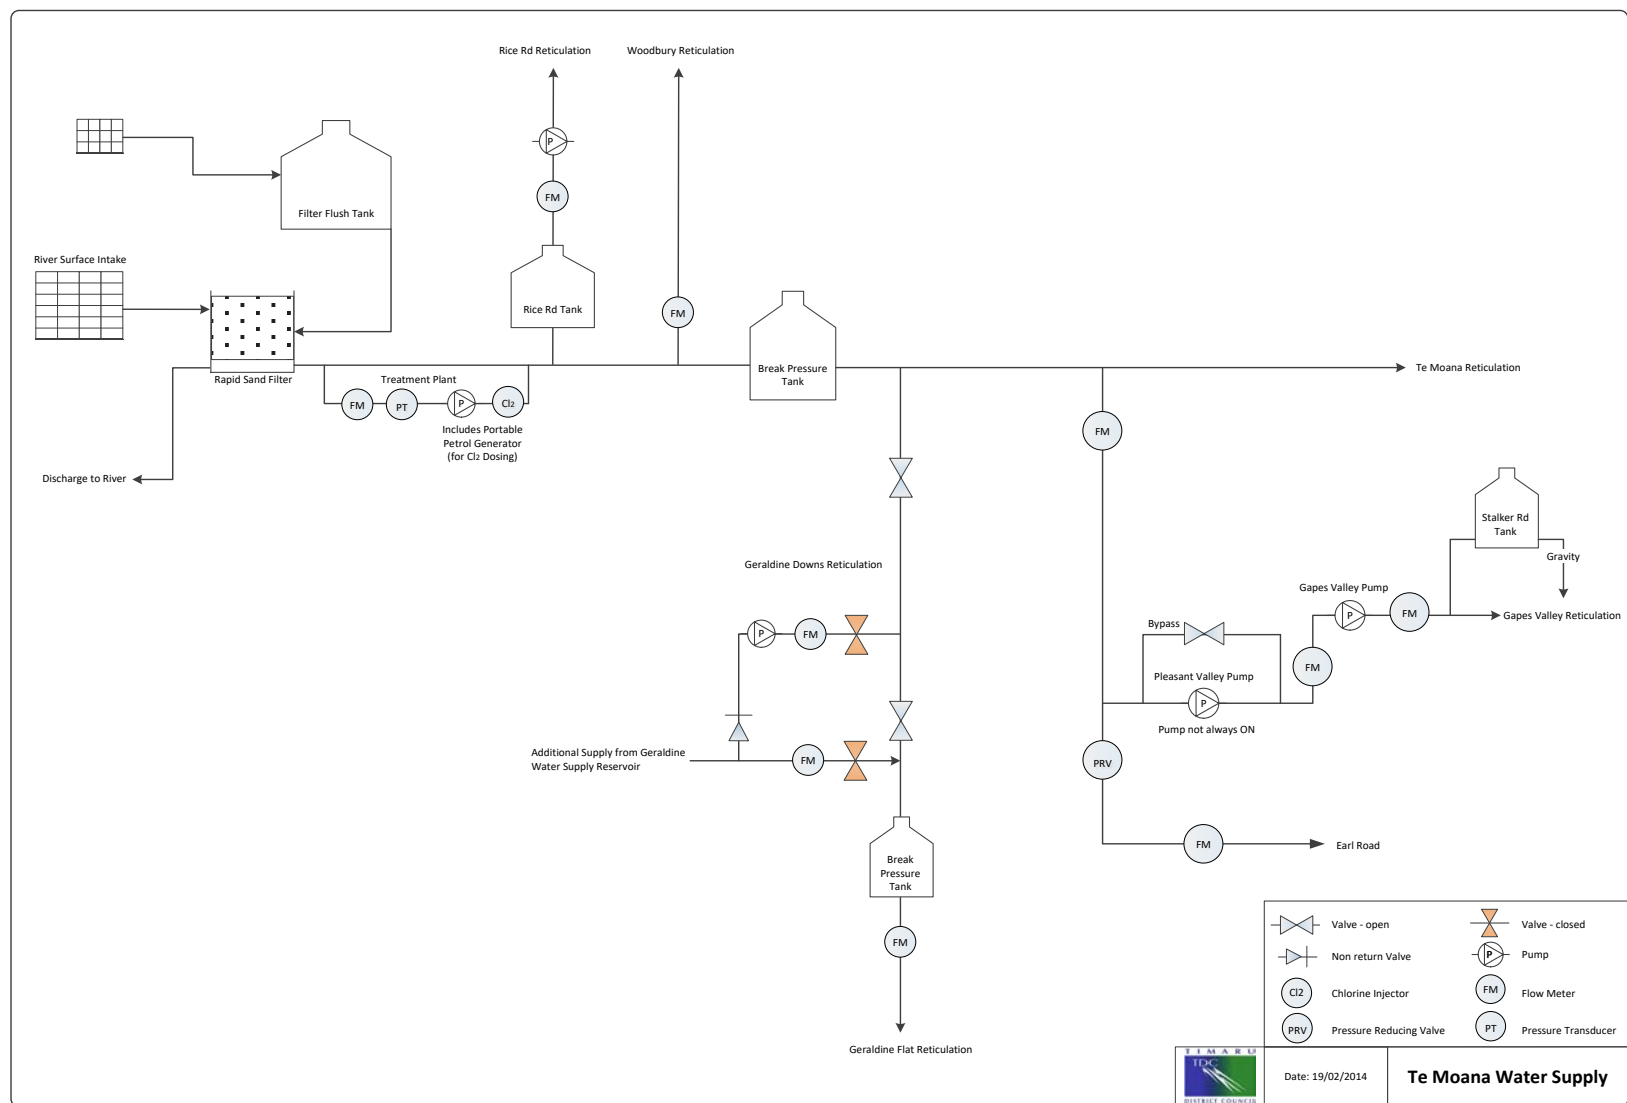 Rice Rd Reticulation
Woodbury Reticulation
P
FM
Filter Flush Tank
River Surface Intake
Rice Rd Tank
FM
Rapid Sand Filter
Treatment Plant
FM
PT
P
Cl2
Includes Portable
Petrol Generator
(for Cl2 Dosing)
Discharge to River
Break Pressure
Tank
Te Moana Reticulation
FM
Stalker Rd
Tank
Gravity
Geraldine Downs Reticulation
P
FM
Gapes Valley Pump
P
FM
Gapes Valley Reticulation
Bypass
FM
Pleasant Valley Pump
P
Pump not always ON
Additional Supply from Geraldine
Water Supply Reservoir
FM
PRV
FM
Earl Road
Break
Pressure
Tank
FM
Geraldine Flat Reticulation
Valve - open
Valve - closed
Non return Valve
P
Pump
Cl2
Chlorine Injector
FM
Flow Meter
PRV
Pressure Reducing Valve
PT
Pressure Transducer
TIMARU
TDC
DISTRICT COUNCIL
Date: 19/02/2014
Te Moana Water Supply